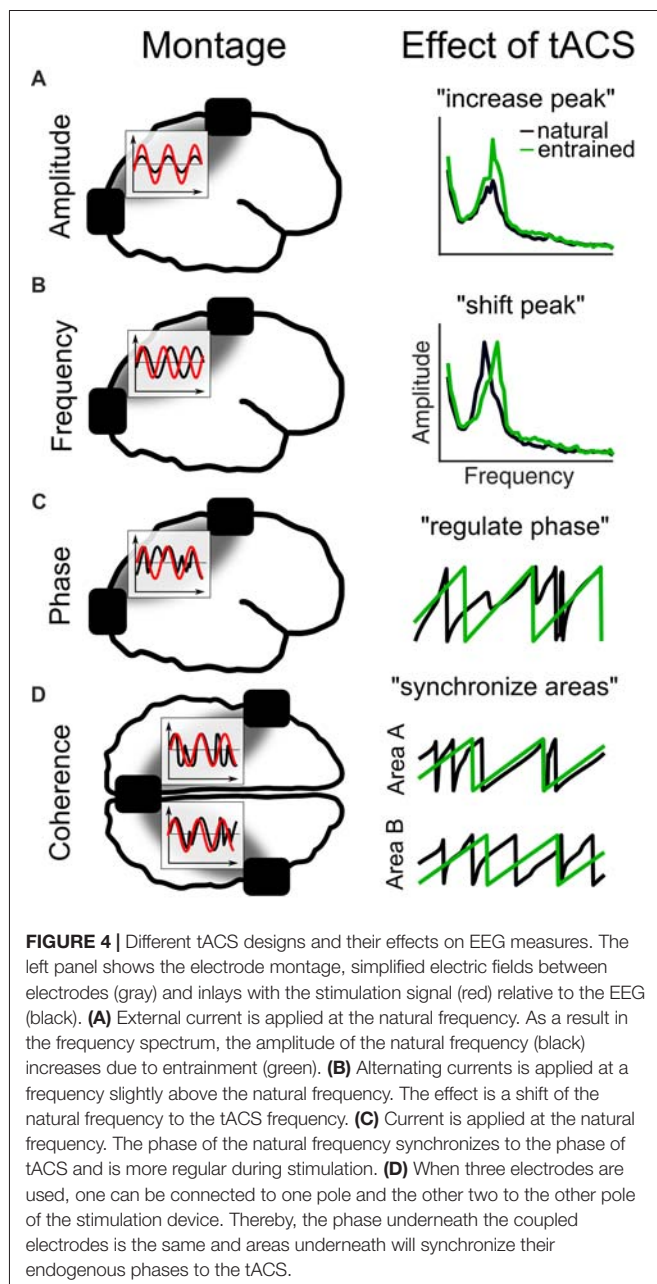 Montage
Effect of tACS
A
Amplitude
"increase peak"
natural
entrained
B
Frequency
"shift peak"
Amplitude
Frequency
C
Phase
"regulate phase"
D
Coherence
"synchronize areas"
Area A
Area B
FIGURE 4 | Different tACS designs and their effects on EEG measures. The
left panel shows the electrode montage, simplified electric fields between
electrodes (gray) and inlays with the stimulation signal (red) relative to the EEG
(black). (A) External current is applied at the natural frequency. As a result in
the frequency spectrum, the amplitude of the natural frequency (black)
increases due to entrainment (green). (B) Alternating currents is applied at a
frequency slightly above the natural frequency. The effect is a shift of the
natural frequency to the tACS frequency. (C) Current is applied at the natural
frequency. The phase of the natural frequency synchronizes to the phase of
tACS and is more regular during stimulation. (D) When three electrodes are
used, one can be connected to one pole and the other two to the other pole
of the stimulation device. Thereby, the phase underneath the coupled
electrodes is the same and areas underneath will synchronize their
endogenous phases to the tACS.